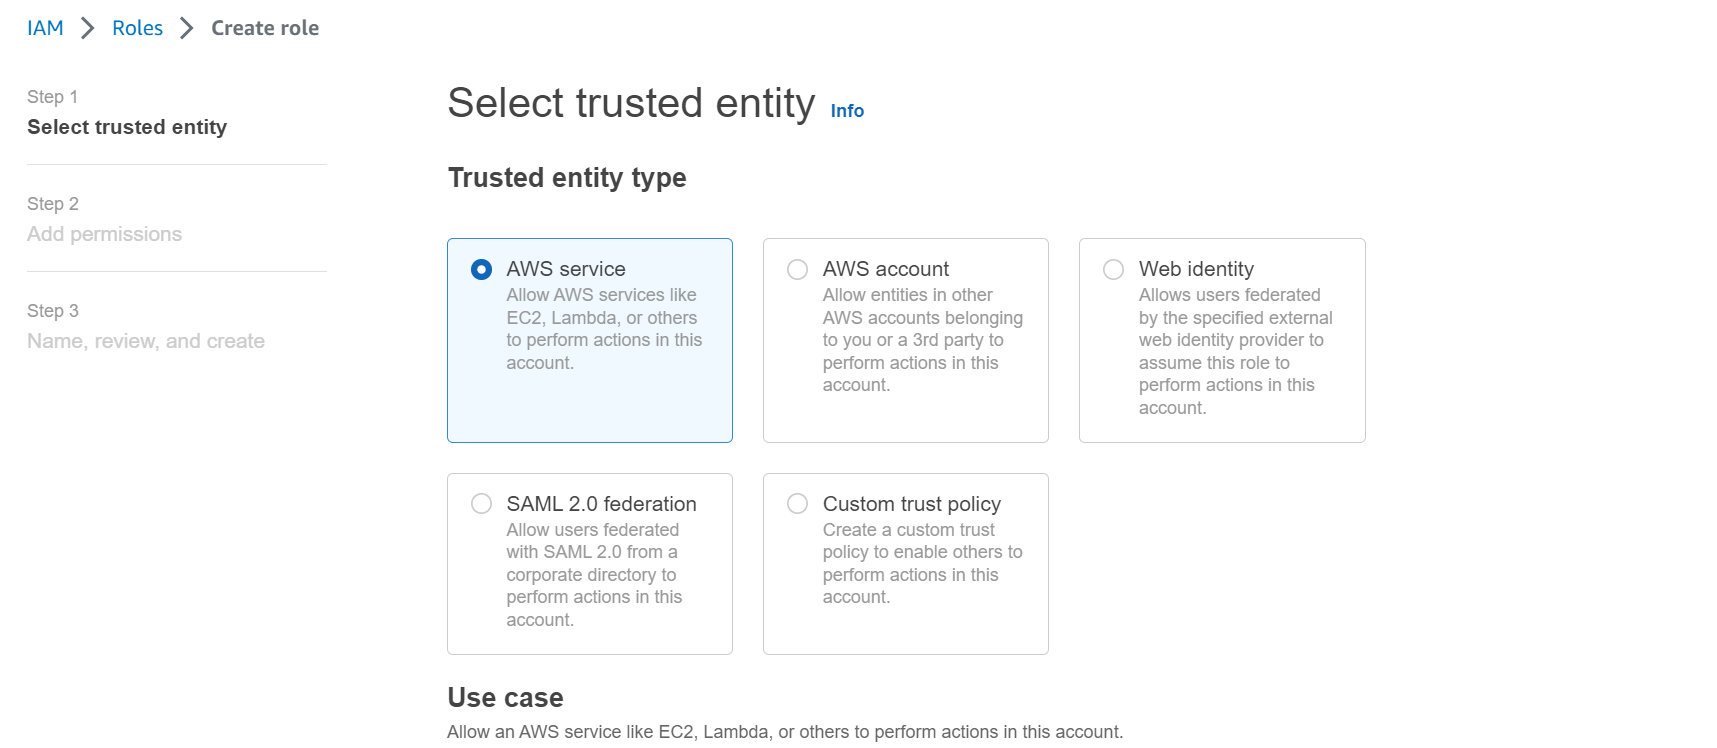 IAM > Roles > Create role
Step 1
Select trusted entity
Step 2
Add permissions
Step 3
Name, review, and create
Select trusted entity Info
Trusted entity type
AWS service
Allow AWS services like
EC2, Lambda, or others
to perform actions in this
account.
AWS account
Allow entities in other
AWS accounts belonging
to you or a 3rd party to
perform actions in this
account.
Web identity
Allows users federated
by the specified external
web identity provider to
assume this role to
perform actions in this
account.
SAML 2.0 federation
Allow users federated
with SAML 2.0 from a
corporate directory to
perform actions in this
account.
Custom trust policy
Create a custom trust
policy to enable others to
perform actions in this
account.
Use case
Allow an AWS service like EC2, Lambda, or others to perform actions in this account.